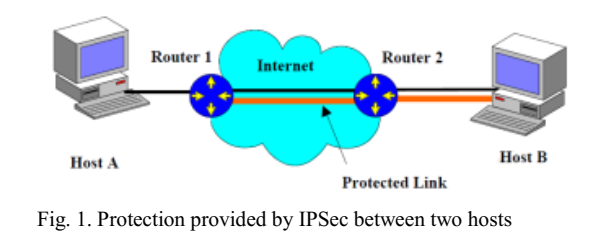 Router 1
Internet
Router 2
Host A
Host B
Protected Link
Fig. 1. Protection provided by IPSec between two hosts